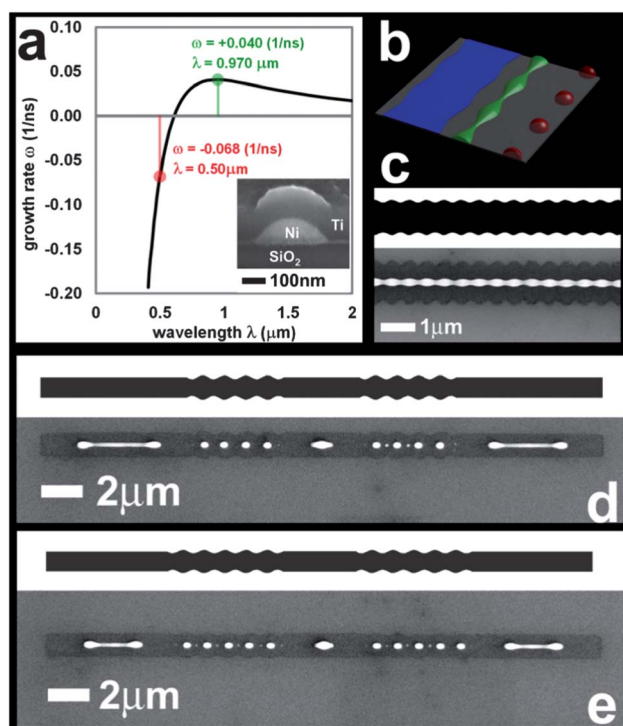 a
growth rate ω (1/ns)
0.10
0.05
0.00
-0.05
-0.10
-0.15
-0.20
ω = +0.040 (1/ns)
λ = 0.970 μm
ω = -0.068 (1/ns)
λ = 0.50μm
Ni
Ti
SiO2
100nm
0
0.5
1
1.5
2
wavelength λ (μm)
b
c
1μm
2μm
d
2μm
e